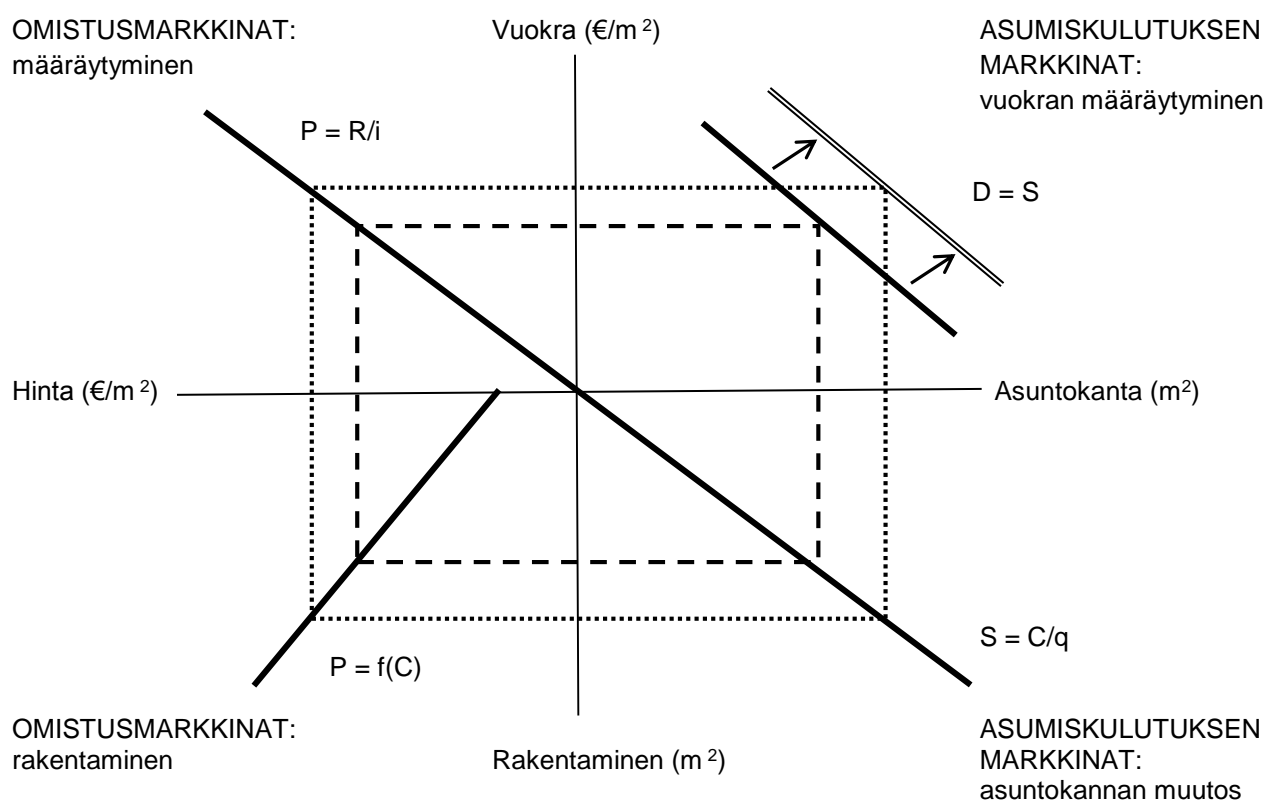 OMISTUSMARKKINAT:
määräytyminen
Vuokra (€/m ²)
ASUMISKULUTUKSEN
MARKKINAT:
vuokran määräytyminen
P = R/i
D = S
Hinta (€/m ²)
Asuntokanta (m²)
S = C/q
P = f(C)
OMISTUSMARKKINAT:
rakentaminen
Rakentaminen (m ²)
ASUMISKULUTUKSEN
MARKKINAT:
asuntokannan muutos